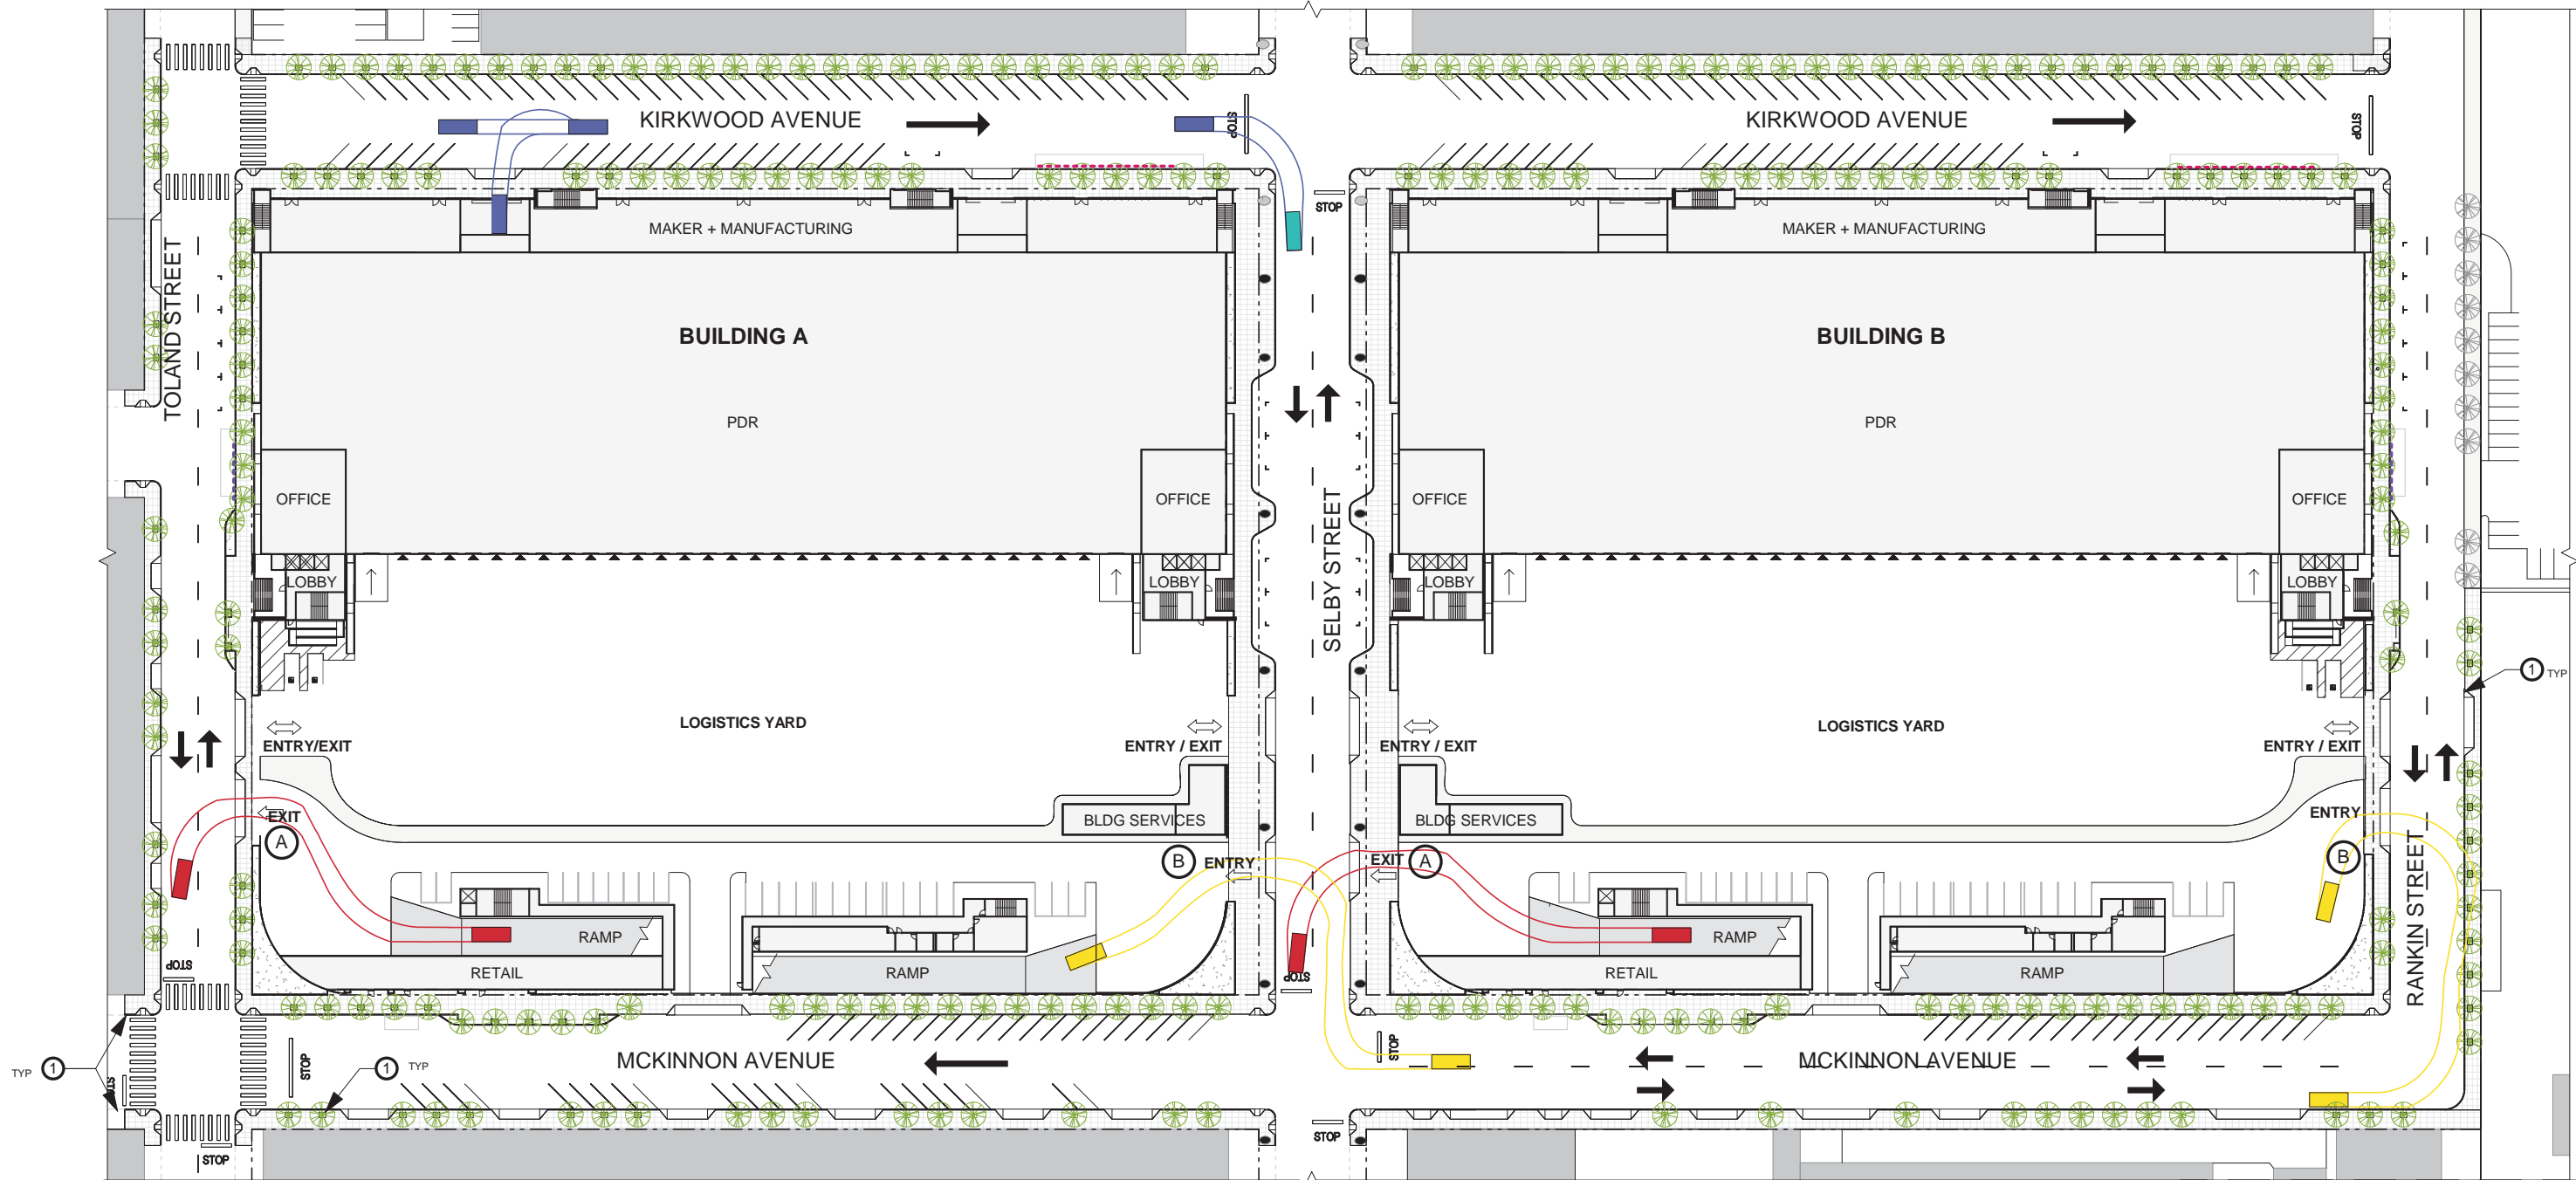 KIRKWOOD AVENUE
KIRKWOOD AVENUE
STOP
STOP
STOP
MAKER + MANUFACTURING
MAKER + MANUFACTURING
TOLAND STREET
BUILDING A
BUILDING B
PDR
PDR
OFFICE
OFFICE
OFFICE
OFFICE
SELBY STREET
LOBBY
LOBBY
LOBBY
LOBBY
1 TYP
LOGISTICS YARD
LOGISTICS YARD
ENTRY/EXIT
ENTRY / EXIT
ENTRY / EXIT
ENTRY / EXIT
EXIT
A
BLDG SERVICES
BLDG SERVICES
ENTRY
B
ENTRY
EXIT
A
B
RANKIN STREET
RAMP
RAMP
RETAIL
RAMP
RETAIL
RAMP
STOP
STOP
MCKINNON AVENUE
MCKINNON AVENUE
STOP
STOP
TYP 1
1 TYP
STOP
STOP
STOP